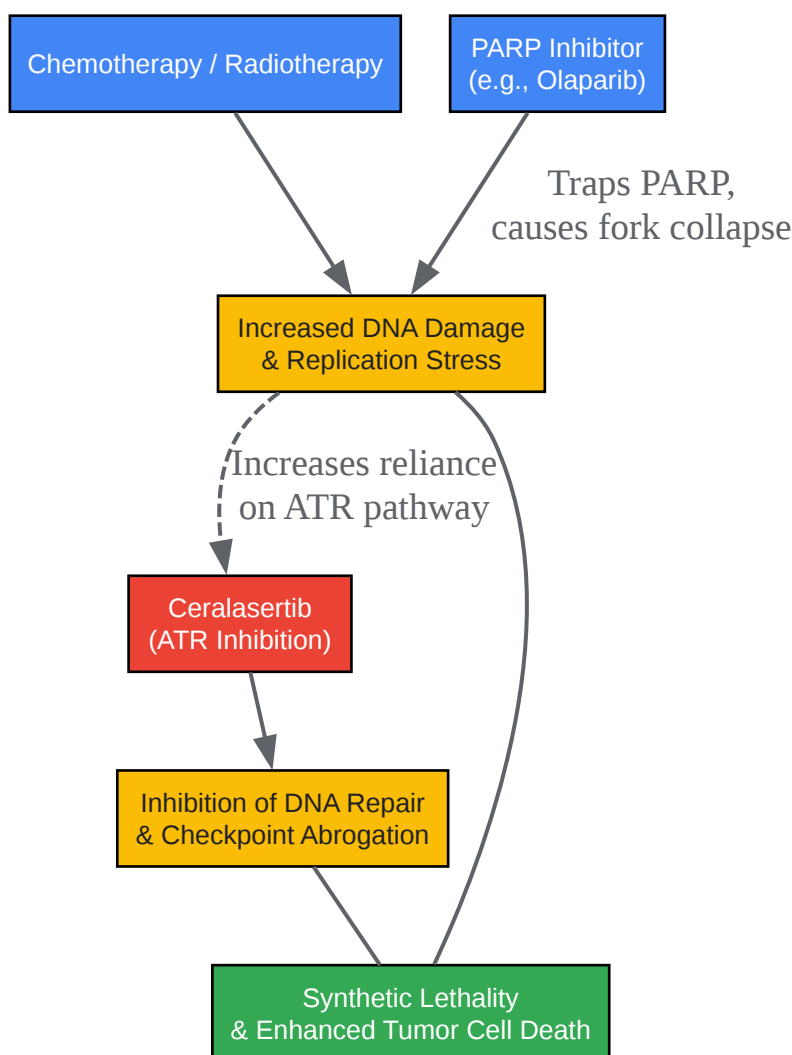 Chemotherapy / Radiotherapy
PARP Inhibitor
(e.g., Olaparib)
Traps PARP,
causes fork collapse
Increased DNA Damage
& Replication Stress
Increases reliance
on ATR pathway
Ceralasertib
(ATR Inhibition)
Inhibition of DNA Repair
& Checkpoint Abrogation
Synthetic Lethality
& Enhanced Tumor Cell Death